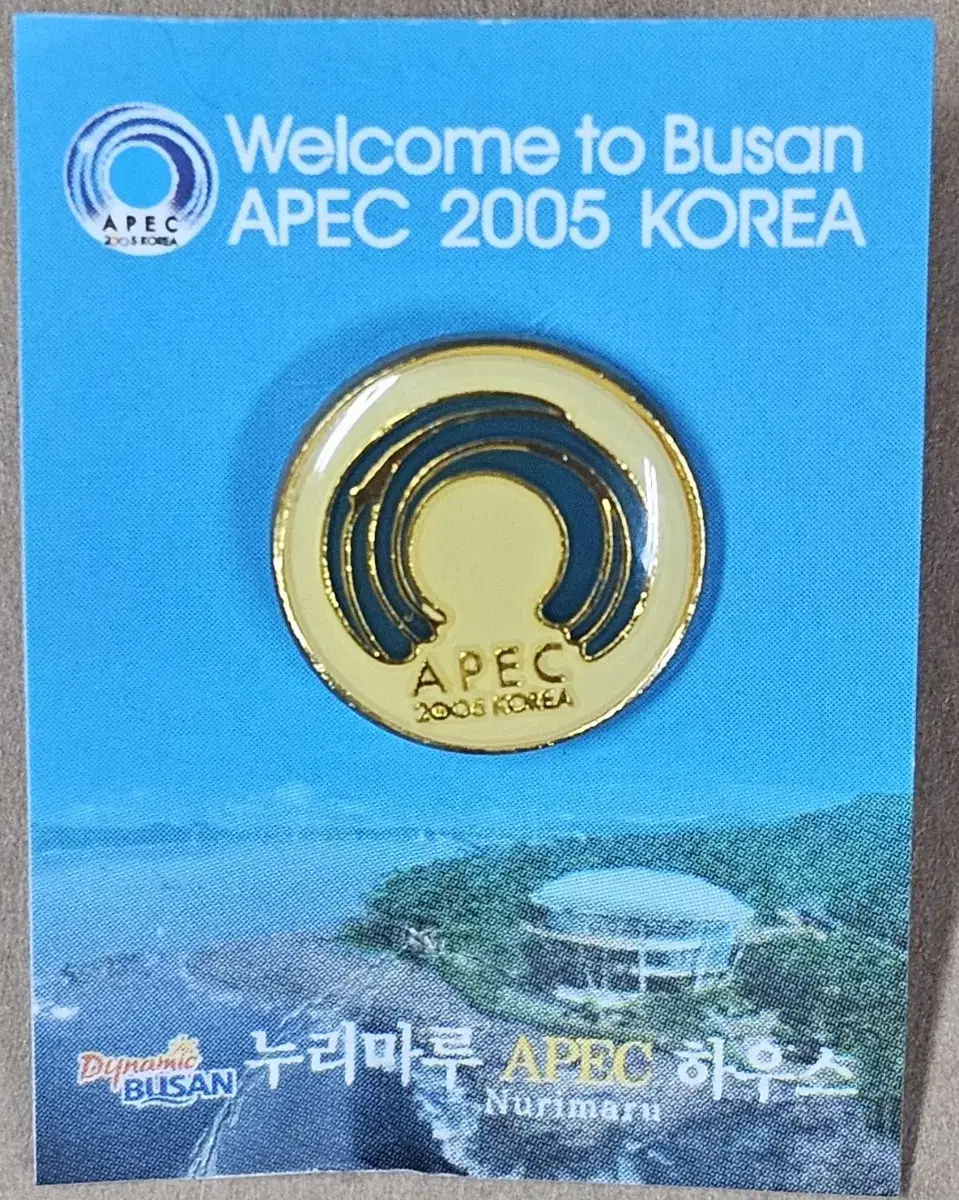 Welcome to Busan
APEC 2005 KOREA
APEC
2005 KOREA
APEC
2005 KOREA
Dynamic
BUSAN
누리마루 APEC 하우스
Nurimaru